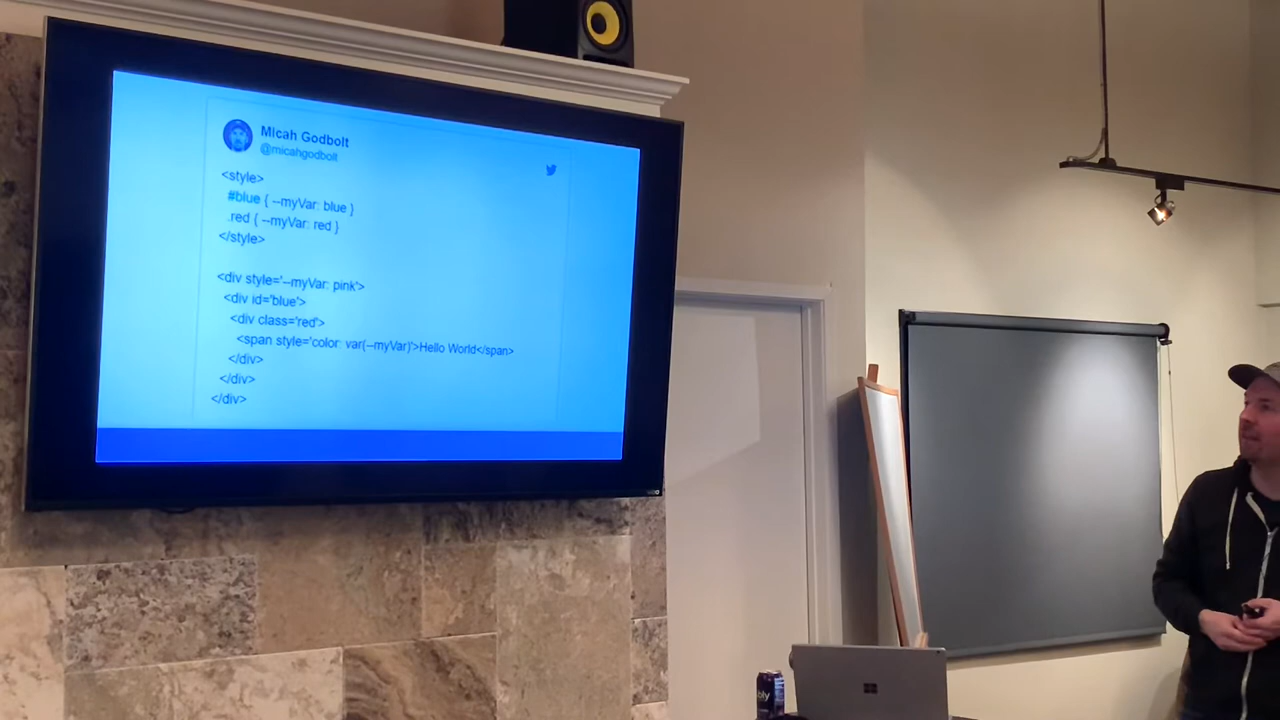 Micah Godbolt
@micahgodbolt
<style>
#blue { --myVar: blue }
.red { --myVar: red }
</style>
<div style='--myVar: pink'>
<div id='blue'>
<div class='red'>
<span style='color: var(--myVar)'>Hello World</span>
</div>
</div>
</div>
bly